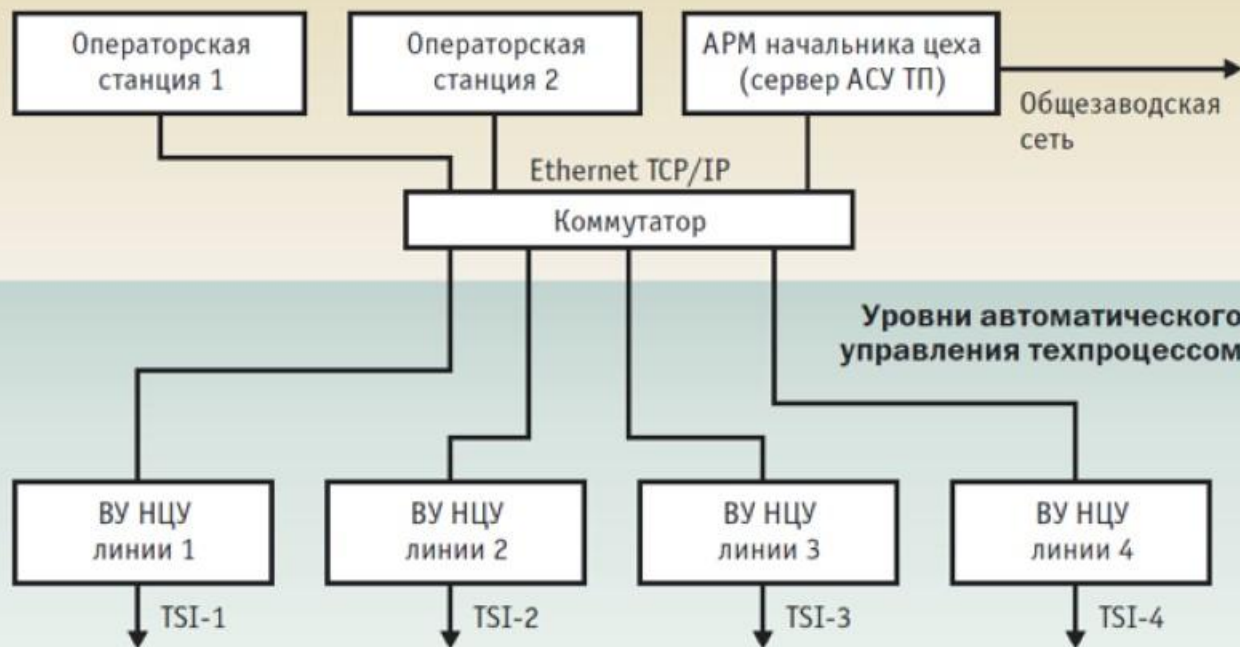 Операторская
станция 1
Операторская
станция 2
АРМ начальника цеха
(сервер АСУ ТП)
Общезаводская
сеть
Ethernet TCP/IP
Коммутатор
Уровни автоматического
управления техпроцессом
ВУ НЦУ
линии 1
ВУ НЦУ
линии 2
ВУ НЦУ
линии 3
ВУ НЦУ
линии 4
TSI-1
TSI-2
TSI-3
TSI-4